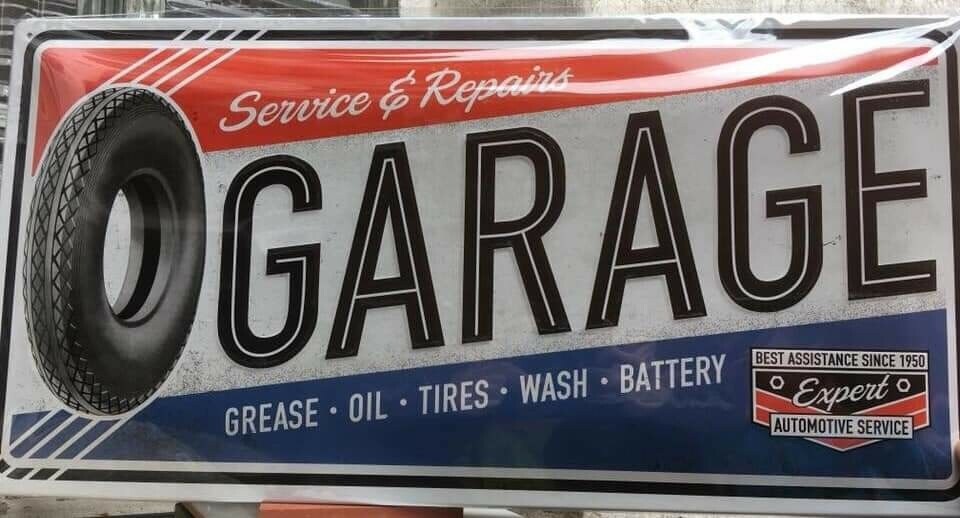 Service & Repairs
GARAGE
GREASE · OIL · TIRES · WASH · BATTERY
BEST ASSISTANCE SINCE 1950
Expert
AUTOMOTIVE SERVICE